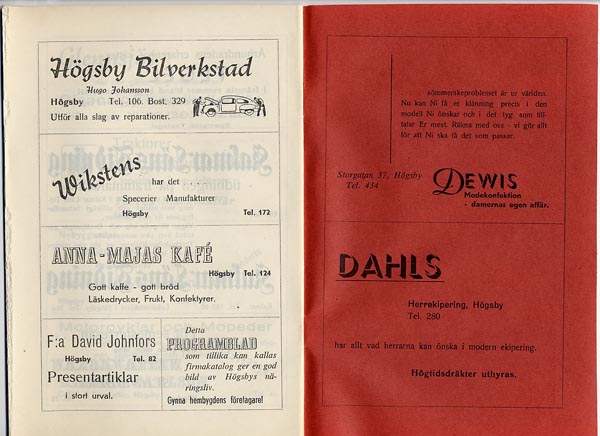 Högsby Bilverkstad
Hugo Johansson
Högsby Tel. 106. Bost. 329
Utför alla slag av reparationer.
Wikstens
har det ........
Specerier Manufakturer
Högsby Tel. 172
ANNA-MAJAS KAFÉ
Högsby Tel. 124
Gott kaffe - gott bröd
Läskedrycker, Frukt, Konfektyrer.
F:a David Johnfors
Högsby Tel. 82
Presentartiklar
i stort urval.
Detta
PROGRAMBLAD
som tillika kan kallas
firmakatalog ger en god
bild av Högsbys nä-
ringsliv.
Gynna hembygdens företagare!
. . . . sömmerskeproblemet är ur världen.
Nu kan Ni få er klänning precis i den
modell Ni önskar och i det tyg som till-
talar Er mest. Räkna med oss - vi gör allt
för att Ni ska få det som passar.
Storgatan 37, Högsby
Tel. 434
DEWIS
Modekonfektion
- damernas egen affär.
DAHLS
Herrekipering, Högsby
Tel. 280
har allt vad herrarna kan önska i modern ekipering.
Högtidsdräkter uthyras.